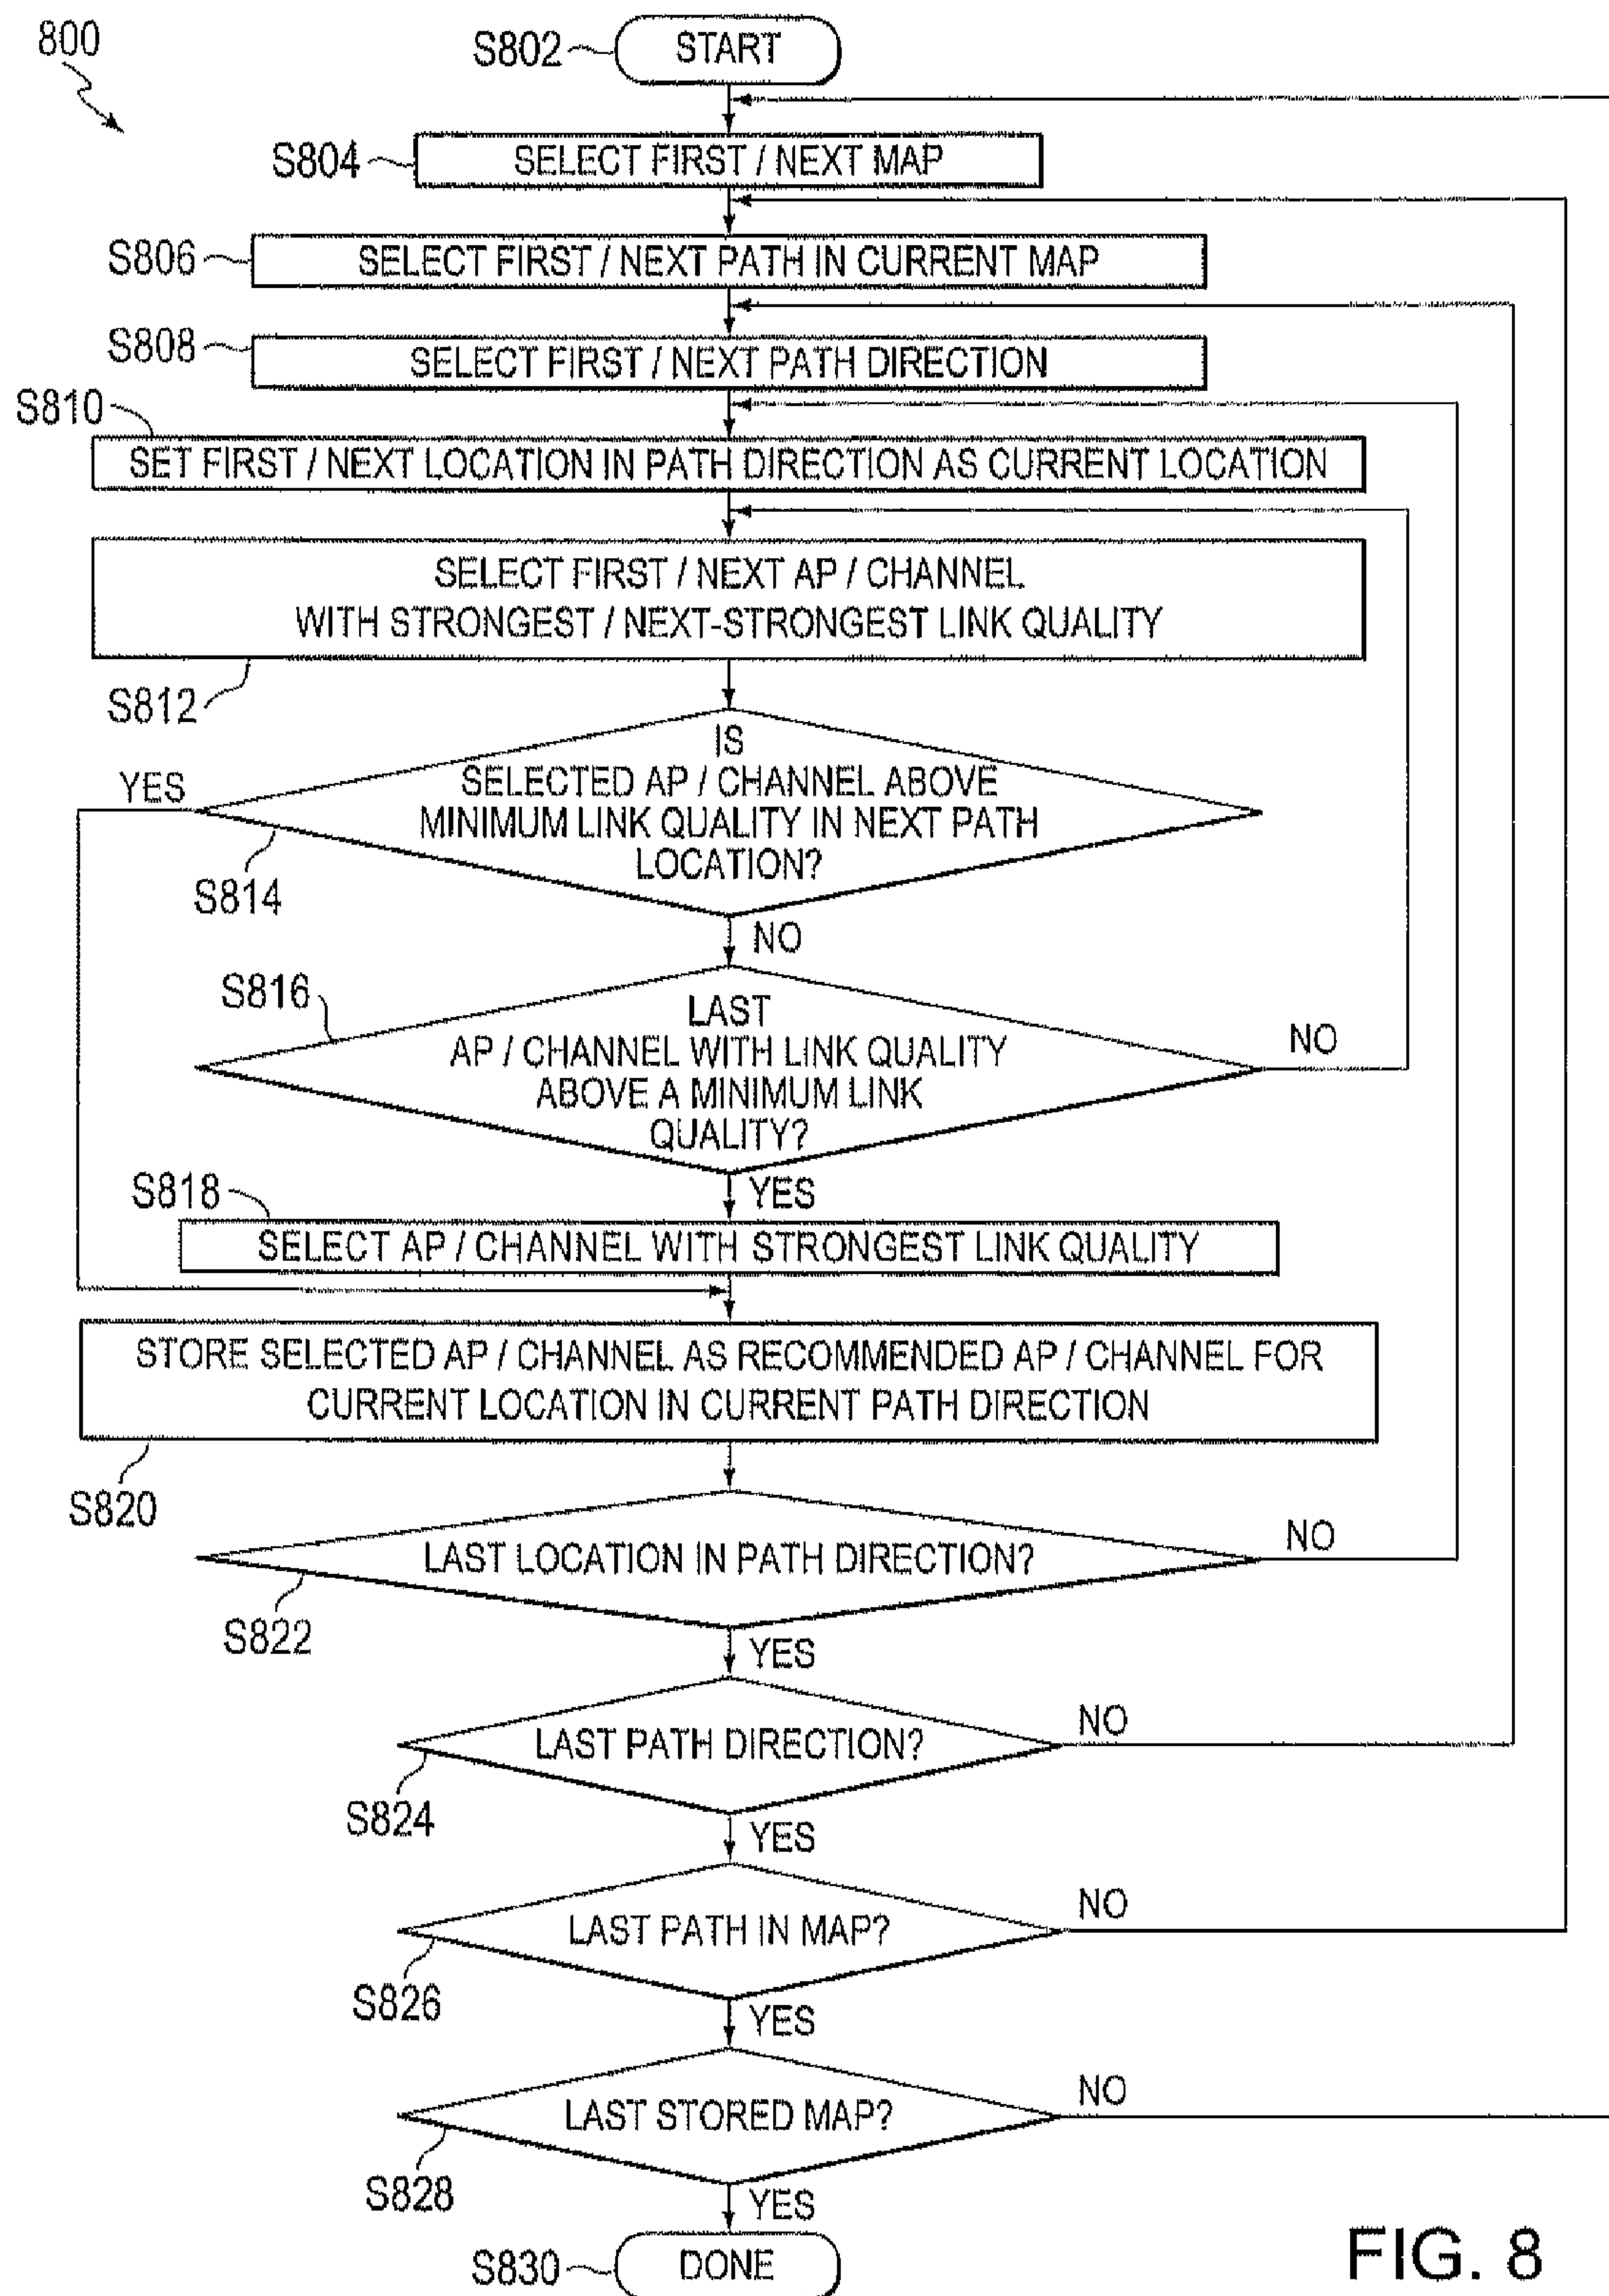 800
S802
START
S804
SELECT FIRST / NEXT MAP
S806
SELECT FIRST / NEXT PATH IN CURRENT MAP
S808
SELECT FIRST / NEXT PATH DIRECTION
S810
SET FIRST / NEXT LOCATION IN PATH DIRECTION AS CURRENT LOCATION
SELECT FIRST / NEXT AP / CHANNEL
WITH STRONGEST / NEXT-STRONGEST LINK QUALITY
S812
IS
SELECTED AP / CHANNEL ABOVE
MINIMUM LINK QUALITY IN NEXT PATH
LOCATION?
YES
S814
NO
S816
LAST
AP / CHANNEL WITH LINK QUALITY
ABOVE A MINIMUM LINK
QUALITY?
NO
YES
S818
SELECT AP / CHANNEL WITH STRONGEST LINK QUALITY
STORE SELECTED AP / CHANNEL AS RECOMMENDED AP / CHANNEL FOR
CURRENT LOCATION IN CURRENT PATH DIRECTION
S820
LAST LOCATION IN PATH DIRECTION?
NO
S822
YES
LAST PATH DIRECTION?
NO
S824
YES
LAST PATH IN MAP?
NO
S826
YES
LAST STORED MAP?
NO
S828
YES
S830
DONE
FIG. 8